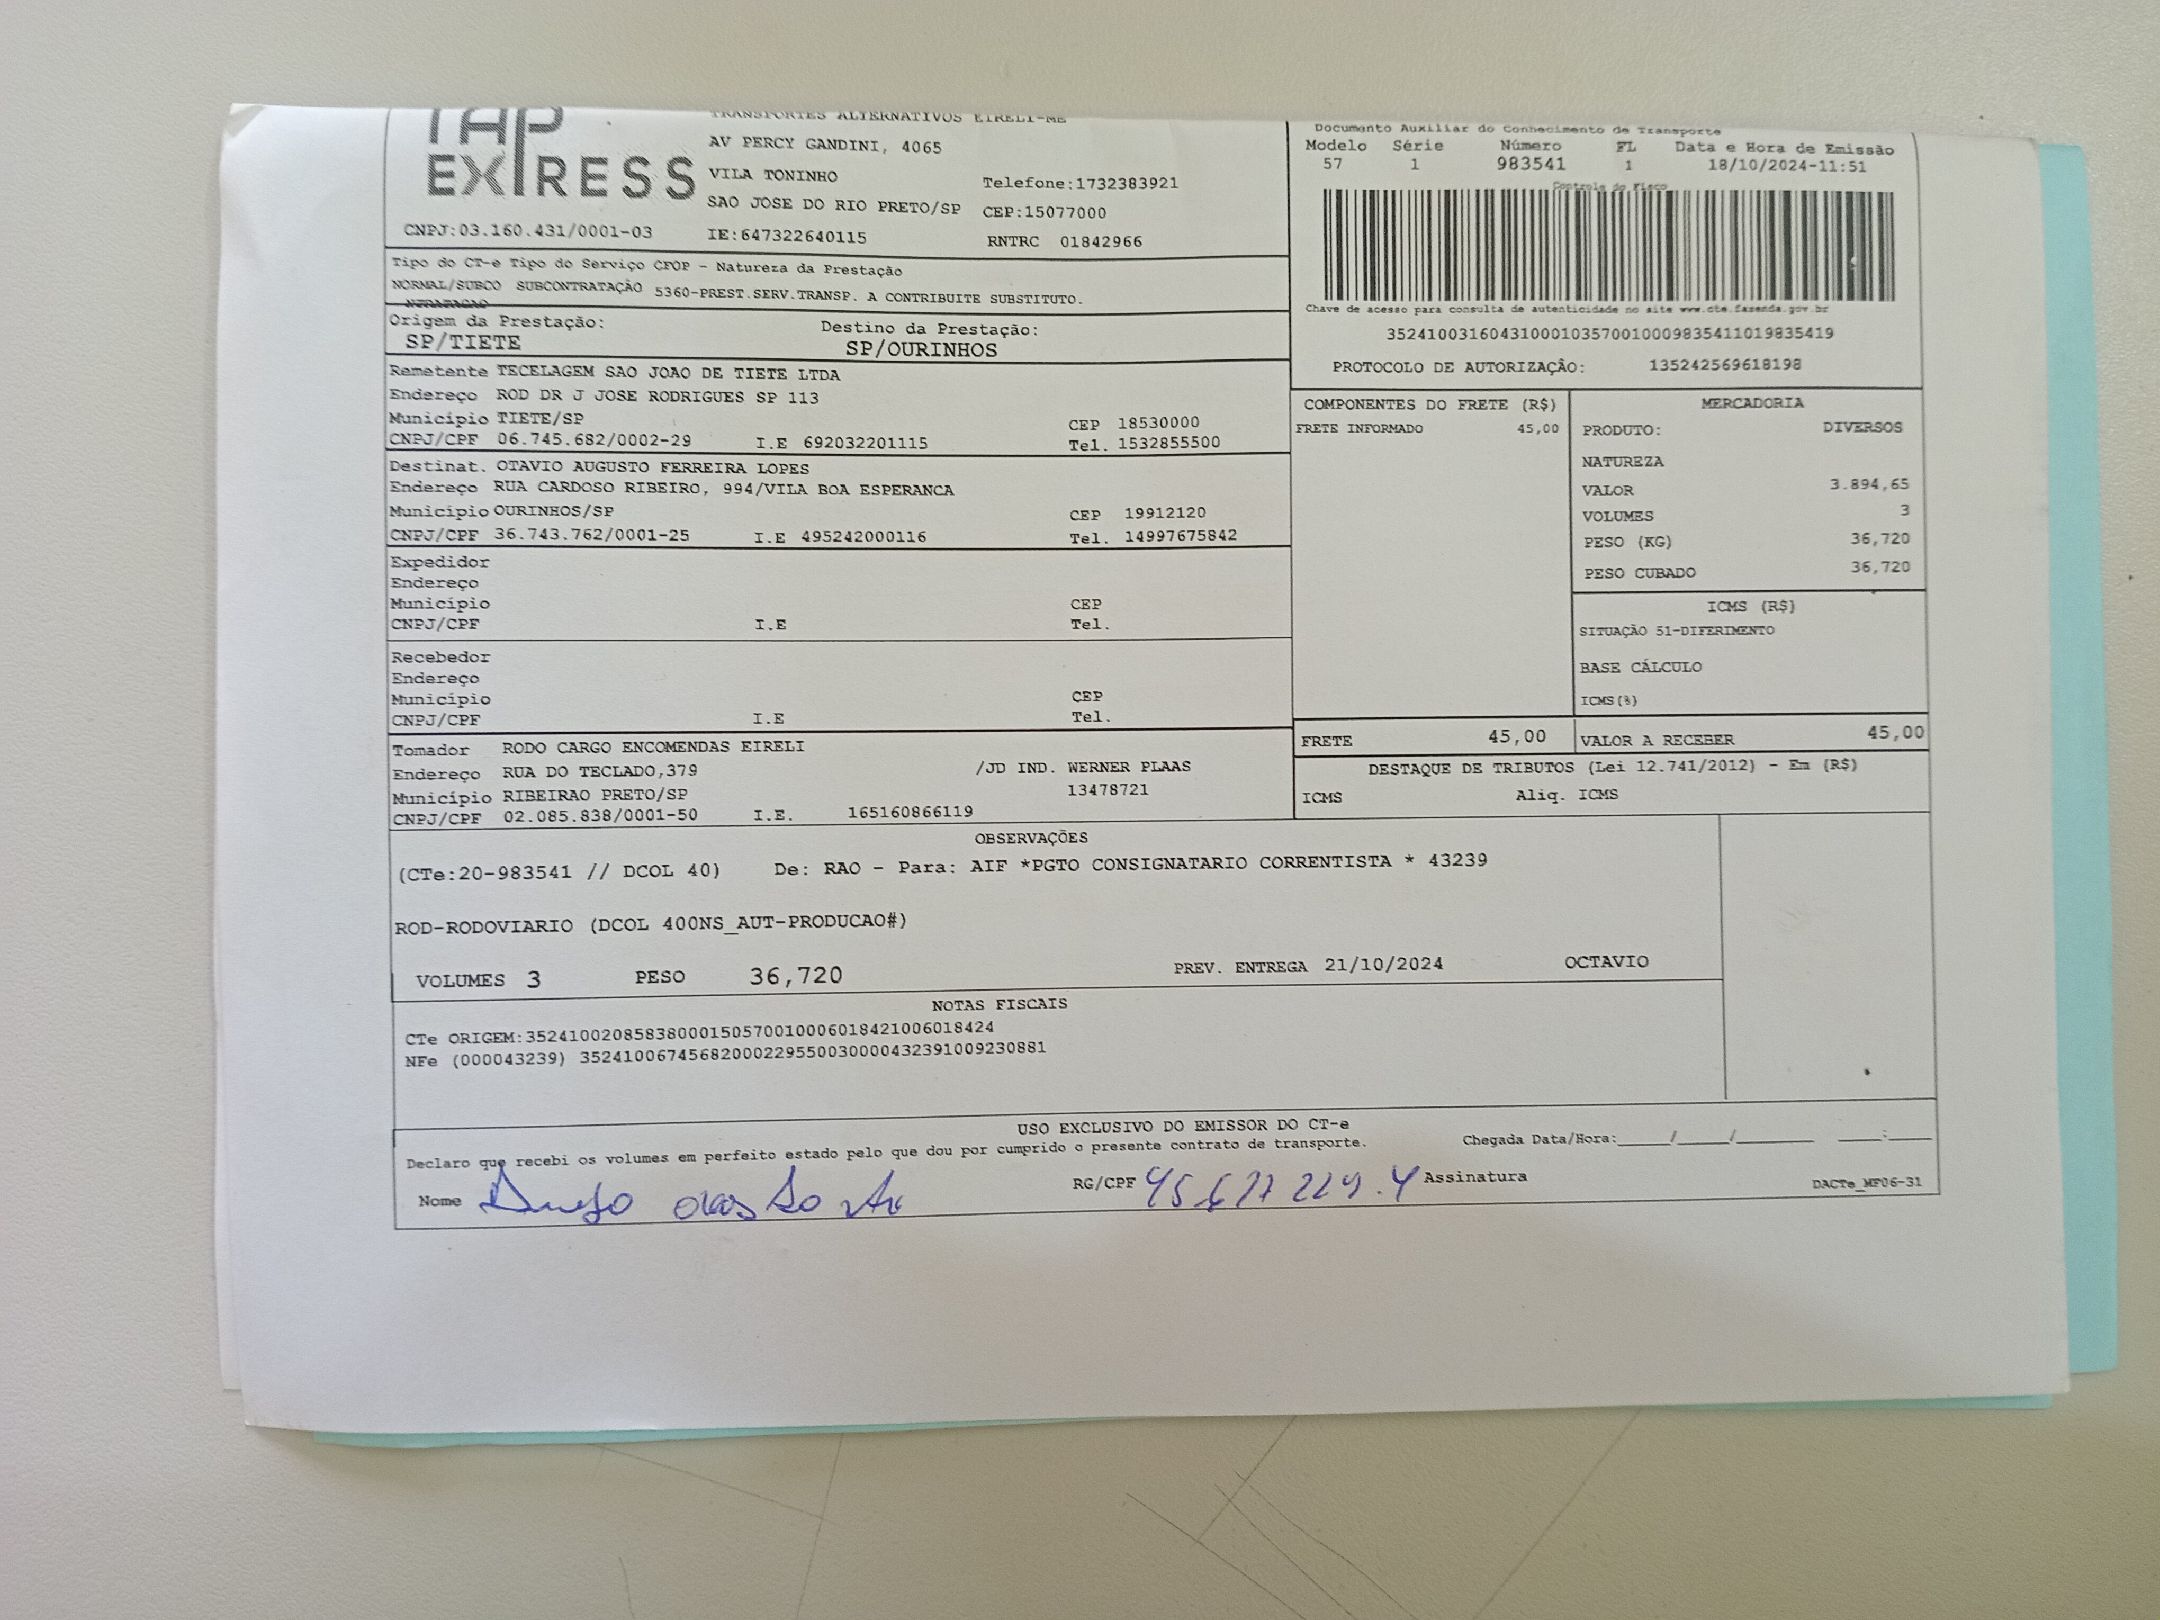 TAP
EXPRESS
TRANSPORTES ALTERNATIVOS EIRELI-ME
AV PERCY GANDINI, 4065
VILA TONINHO
Telefone:1732383921
SAO JOSE DO RIO PRETO/SP CEP:15077000
CNPJ:03.160.431/0001-03 IE:647322640115 RNTRC 01842966
Documento Auxiliar do Conhecimento de Transporte
Modelo Série Número FL Data e Hora de Emissão
57 1 983541 1 18/10/2024-11:51
Controle do Fisco
Chave de acesso para consulta de autenticidade no site www.cte.fazenda.gov.br
35241003160431000103570010009835411019835419
PROTOCOLO DE AUTORIZAÇÃO: 135242569618198
Tipo do CT-e Tipo do Serviço CFOP - Natureza da Prestação
NORMAL/SUBCO SUBCONTRATAÇÃO 5360-PREST.SERV.TRANSP. A CONTRIBUITE SUBSTITUTO.
NTRATACAO
Origem da Prestação: Destino da Prestação:
SP/TIETE SP/OURINHOS
Remetente TECELAGEM SAO JOAO DE TIETE LTDA
Endereço ROD DR J JOSE RODRIGUES SP 113
Município TIETE/SP CEP 18530000
CNPJ/CPF 06.745.682/0002-29 I.E 692032201115 Tel. 1532855500
Destinat. OTAVIO AUGUSTO FERREIRA LOPES
Endereço RUA CARDOSO RIBEIRO, 994/VILA BOA ESPERANCA
Município OURINHOS/SP CEP 19912120
CNPJ/CPF 36.743.762/0001-25 I.E 495242000116 Tel. 14997675842
Expedidor
Endereço
Município CEP
CNPJ/CPF I.E Tel.
Recebedor
Endereço
Município CEP
CNPJ/CPF I.E Tel.
Tomador RODO CARGO ENCOMENDAS EIRELI
Endereço RUA DO TECLADO,379 /JD IND. WERNER PLAAS
Município RIBEIRAO PRETO/SP 13478721
CNPJ/CPF 02.085.838/0001-50 I.E. 165160866119
COMPONENTES DO FRETE (R$)
FRETE INFORMADO 45,00
MERCADORIA
PRODUTO: DIVERSOS
NATUREZA
VALOR 3.894,65
VOLUMES 3
PESO (KG) 36,720
PESO CUBADO 36,720
ICMS (R$)
SITUAÇÃO 51-DIFERIMENTO
BASE CÁLCULO
ICMS(%)
FRETE 45,00 VALOR A RECEBER 45,00
DESTAQUE DE TRIBUTOS (Lei 12.741/2012) - Em (R$)
ICMS Aliq. ICMS
OBSERVAÇÕES
(CTe:20-983541 // DCOL 40) De: RAO - Para: AIF *PGTO CONSIGNATARIO CORRENTISTA * 43239
ROD-RODOVIARIO (DCOL 400NS_AUT-PRODUCAO#)
VOLUMES 3 PESO 36,720 PREV. ENTREGA 21/10/2024 OCTAVIO
NOTAS FISCAIS
CTe ORIGEM:35241002085838000150570010006018421006018424
NFe (000043239) 35241006745682000229550030000432391009230881
USO EXCLUSIVO DO EMISSOR DO CT-e
Declaro que recebi os volumes em perfeito estado pelo que dou por cumprido o presente contrato de transporte. Chegada Data/Hora:_____/_____/_______ ____:____
Nome RG/CPF Assinatura DACTe_MF06-31